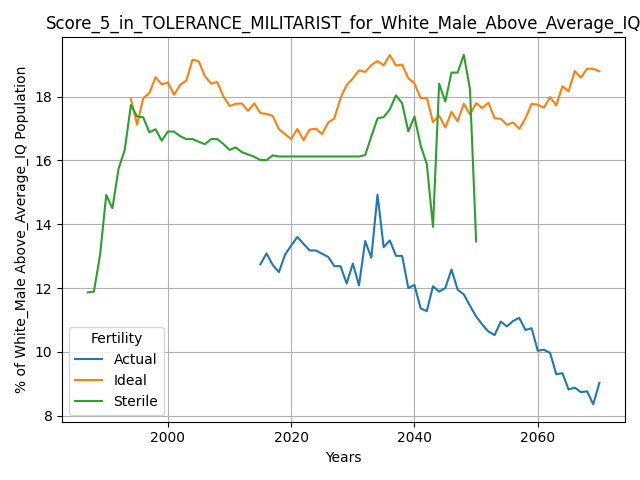 Score_5_in_TOLERANCE_MILITARIST_for_White_Male_Above_Average_IQ
% of White_Male Above_Average_IQ Population
18
16
14
12
10
8
Fertility
Actual
Ideal
Sterile
2000 2020 2040 2060
Years